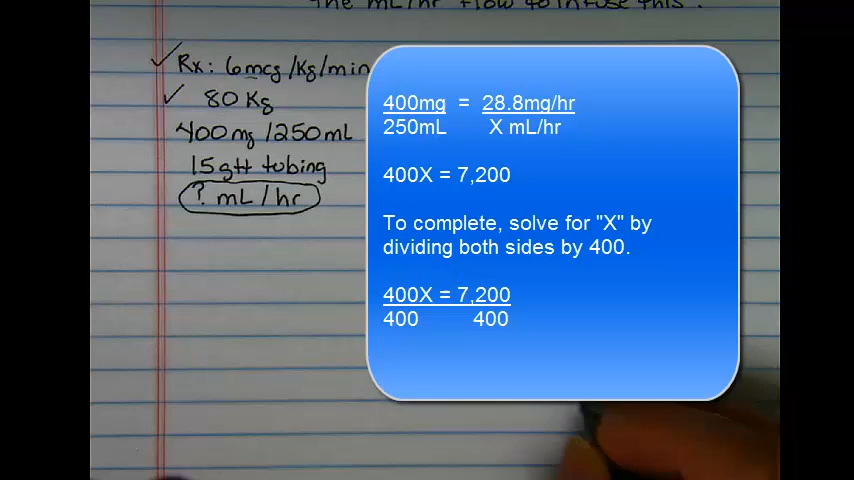 The mL/hr flow to infuse this.
Rx: 6mcg/Kg/min
80 Kg
400mg/250mL
15gtt tubing
? mL/hr
400mg = 28.8mg/hr
250mL X mL/hr
400X = 7,200
To complete, solve for "X" by
dividing both sides by 400.
400X = 7,200
400 400